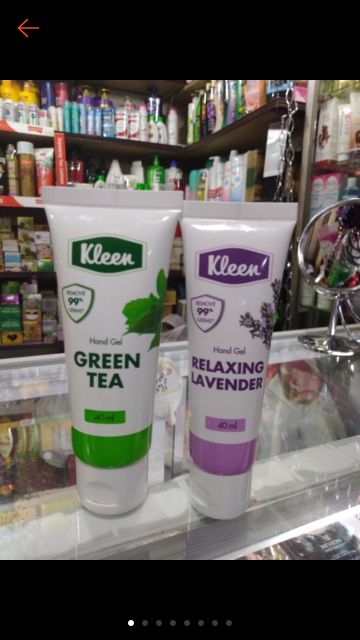 Kleen
REMOVE
99%
GERMS*
Hand Gel
GREEN
TEA
40 ml
Kleen
REMOVE
99%
GERMS*
Hand Gel
RELAXING
LAVENDER
40 ml
REVLON